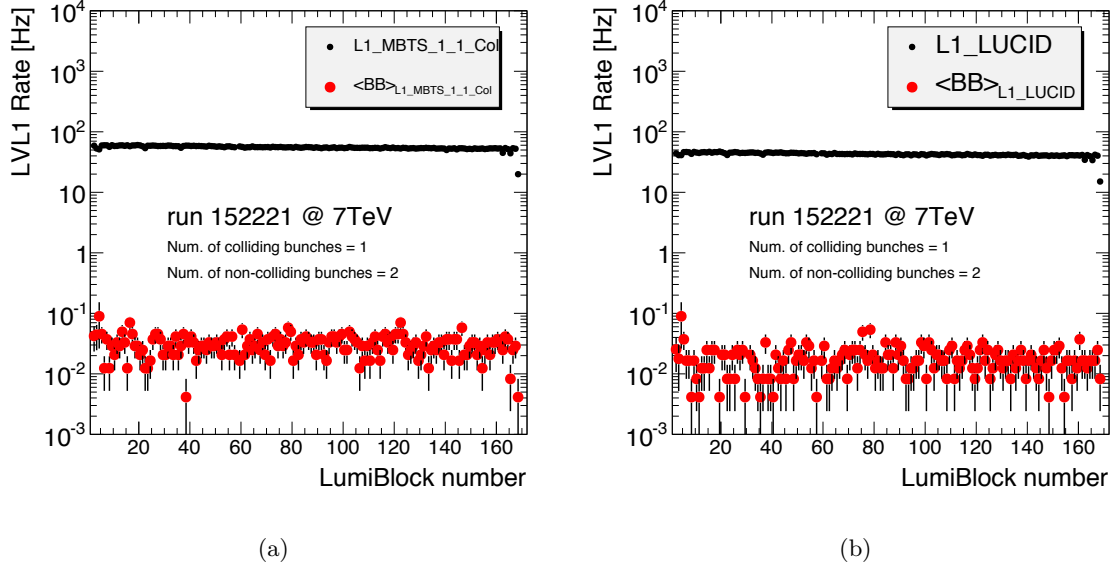 LVL1 Rate [Hz]
10^4
10^3
10^2
10
1
10^-1
10^-2
10^-3
L1_MBTS_1_1_Col
<BB>L1_MBTS_1_1_Col
run 152221 @ 7TeV
Num. of colliding bunches = 1
Num. of non-colliding bunches = 2
20 40 60 80 100 120 140 160
LumiBlock number
(a)
LVL1 Rate [Hz]
10^4
10^3
10^2
10
1
10^-1
10^-2
10^-3
L1_LUCID
<BB>L1_LUCID
run 152221 @ 7TeV
Num. of colliding bunches = 1
Num. of non-colliding bunches = 2
20 40 60 80 100 120 140 160
LumiBlock number
(b)